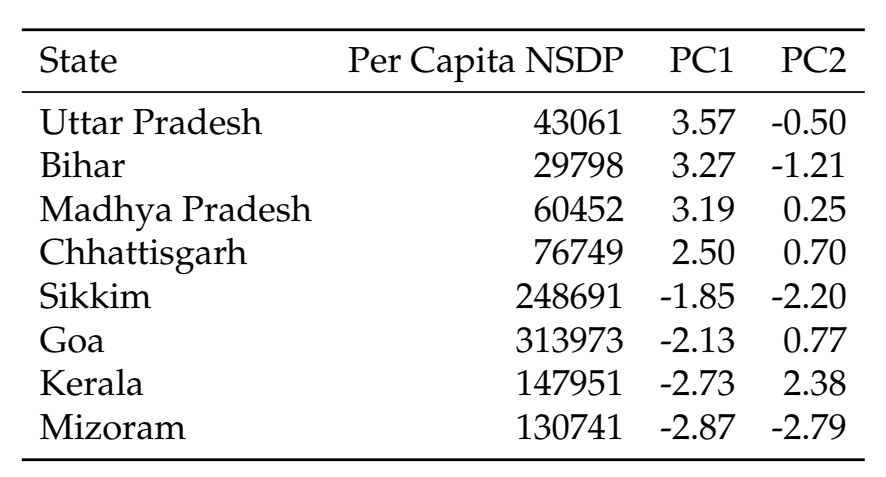 State Per Capita NSDP PC1 PC2
Uttar Pradesh 43061 3.57 -0.50
Bihar 29798 3.27 -1.21
Madhya Pradesh 60452 3.19 0.25
Chhattisgarh 76749 2.50 0.70
Sikkim 248691 -1.85 -2.20
Goa 313973 -2.13 0.77
Kerala 147951 -2.73 2.38
Mizoram 130741 -2.87 -2.79